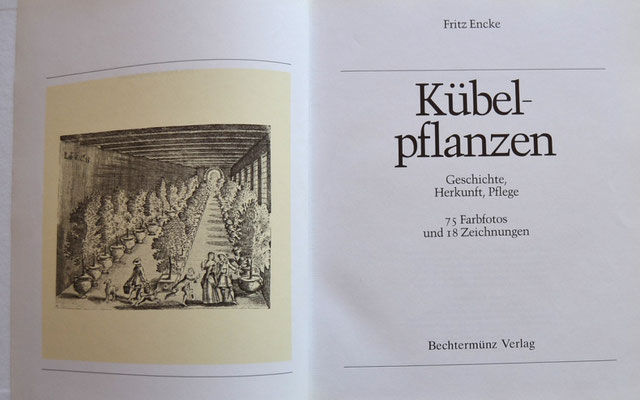 Fritz Encke
Kübel-
pflanzen
Geschichte,
Herkunft, Pflege
75 Farbfotos
und 18 Zeichnungen
Bechtermünz Verlag